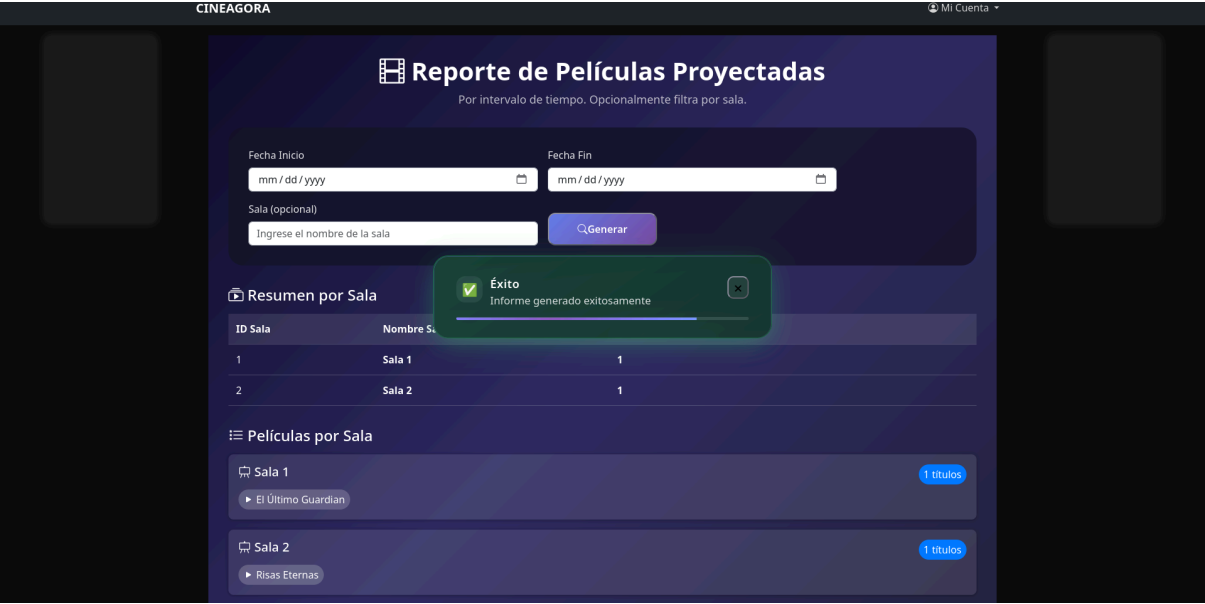 CINEAGORA
Mi Cuenta
Reporte de Películas Proyectadas
Por intervalo de tiempo. Opcionalmente filtra por sala.
Fecha Inicio
Fecha Fin
mm/dd/yyyy
mm/dd/yyyy
Sala (opcional)
Ingrese el nombre de la sala
Generar
Éxito
Informe generado exitosamente
Resumen por Sala
ID Sala Nombre
1 Sala 1 1
2 Sala 2 1
Películas por Sala
Sala 1
1 títulos
El Último Guardian
Sala 2
1 títulos
Risas Eternas